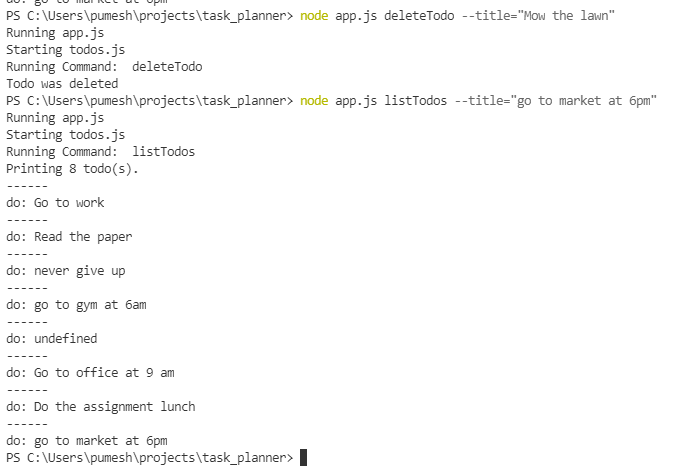 do: go to market at 6pm
PS C:\Users\pumesh\projects\task_planner> node app.js deleteTodo --title="Mow the lawn"
Running app.js
Starting todos.js
Running Command:  deleteTodo
Todo was deleted
PS C:\Users\pumesh\projects\task_planner> node app.js listTodos --title="go to market at 6pm"
Running app.js
Starting todos.js
Running Command:  listTodos
Printing 8 todo(s).
------
do: Go to work
------
do: Read the paper
------
do: never give up
------
do: go to gym at 6am
------
do: undefined
------
do: Go to office at 9 am
------
do: Do the assignment lunch
------
do: go to market at 6pm
PS C:\Users\pumesh\projects\task_planner>